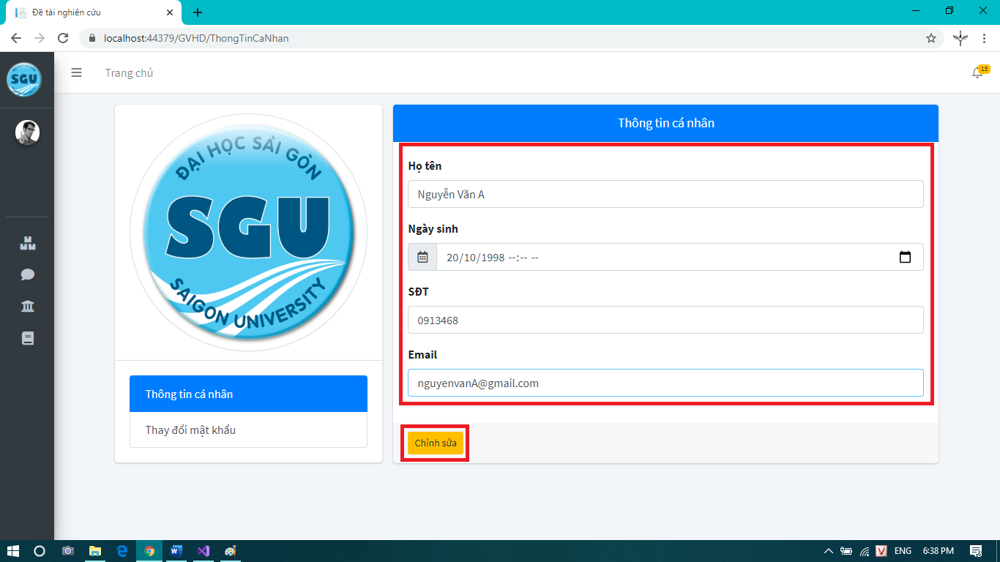 Đề tài nghiên cứu
localhost:44379/GVHD/ThongTinCaNhan
SGU
Trang chủ
15
ĐẠI HỌC SÀI GÒN
SGU
SAIGON UNIVERSITY
Thông tin cá nhân
Thay đổi mật khẩu
Thông tin cá nhân
Họ tên
Nguyễn Văn A
Ngày sinh
20/10/1998 --:-- --
SĐT
0913468
Email
nguyenvanA@gmail.com
Chỉnh sửa
ENG
6:38 PM